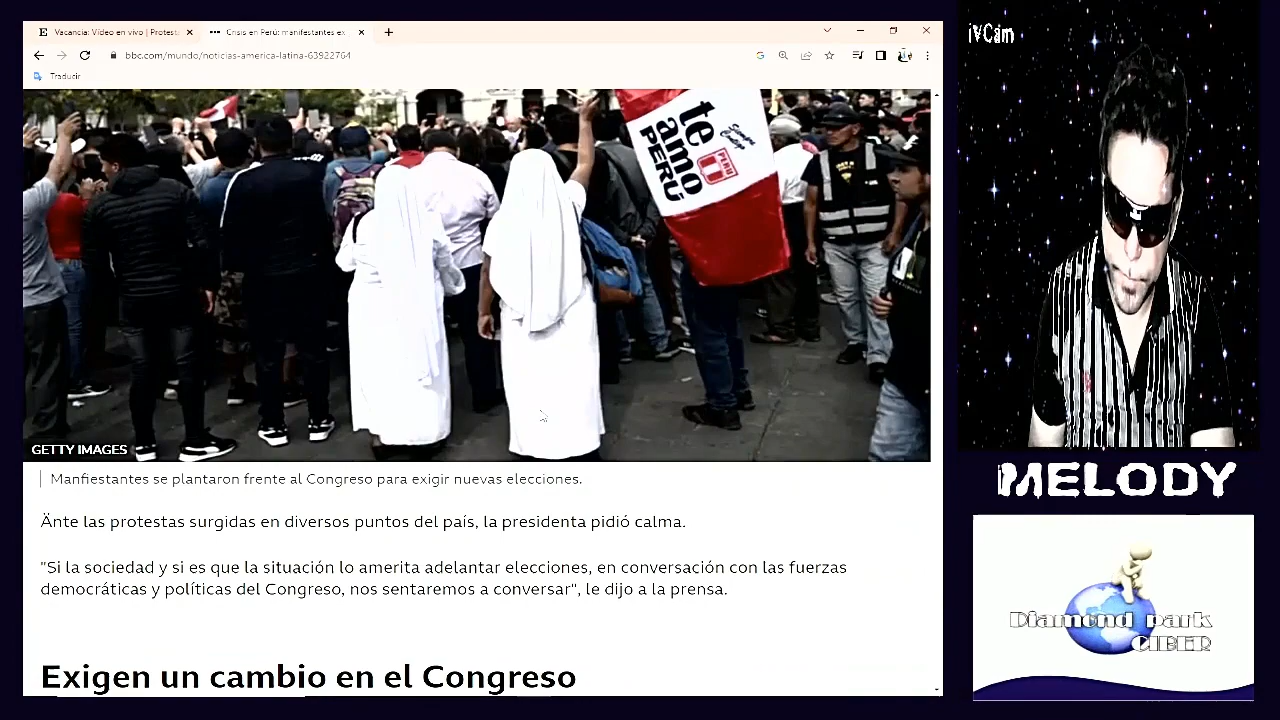 Vacancia: Vídeo en vivo | Protest
Crisis en Perú: manifestantes ex
bbc.com/mundo/noticias-america-latina-63922764
Traducir
iVCam
te
amo
PERÚ
PERU
GETTY IMAGES
Manfiestantes se plantaron frente al Congreso para exigir nuevas elecciones.
Änte las protestas surgidas en diversos puntos del país, la presidenta pidió calma.
"Si la sociedad y si es que la situación lo amerita adelantar elecciones, en conversación con las fuerzas
democráticas y políticas del Congreso, nos sentaremos a conversar", le dijo a la prensa.
Exigen un cambio en el Congreso
MELODY
Diamond park
CIBER